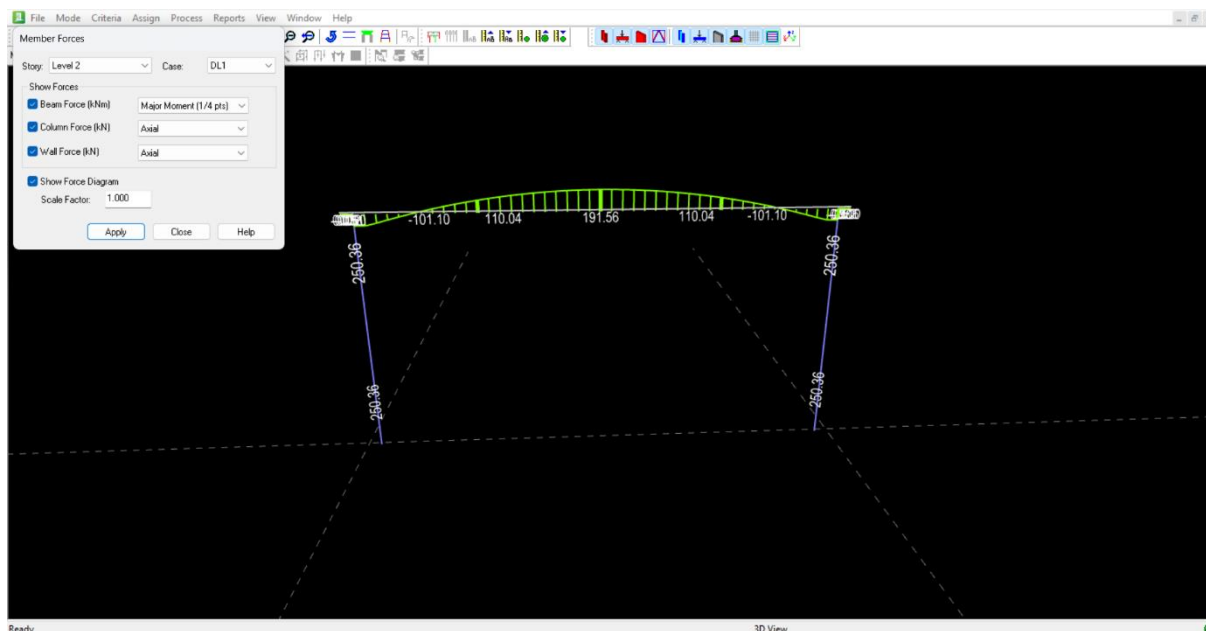 File Mode Criteria Assign Process Reports View Window Help
Member Forces
Story: Level 2 Case: DL1
Show Forces
Beam Force (kNm) Major Moment (1/4 pts)
Column Force (kN) Axial
Wall Force (kN) Axial
Show Force Diagram
Scale Factor: 1.000
Apply Close Help
-101.10 110.04 191.56 110.04 -101.10
250.36 250.36
250.36 250.36
Ready 3D View